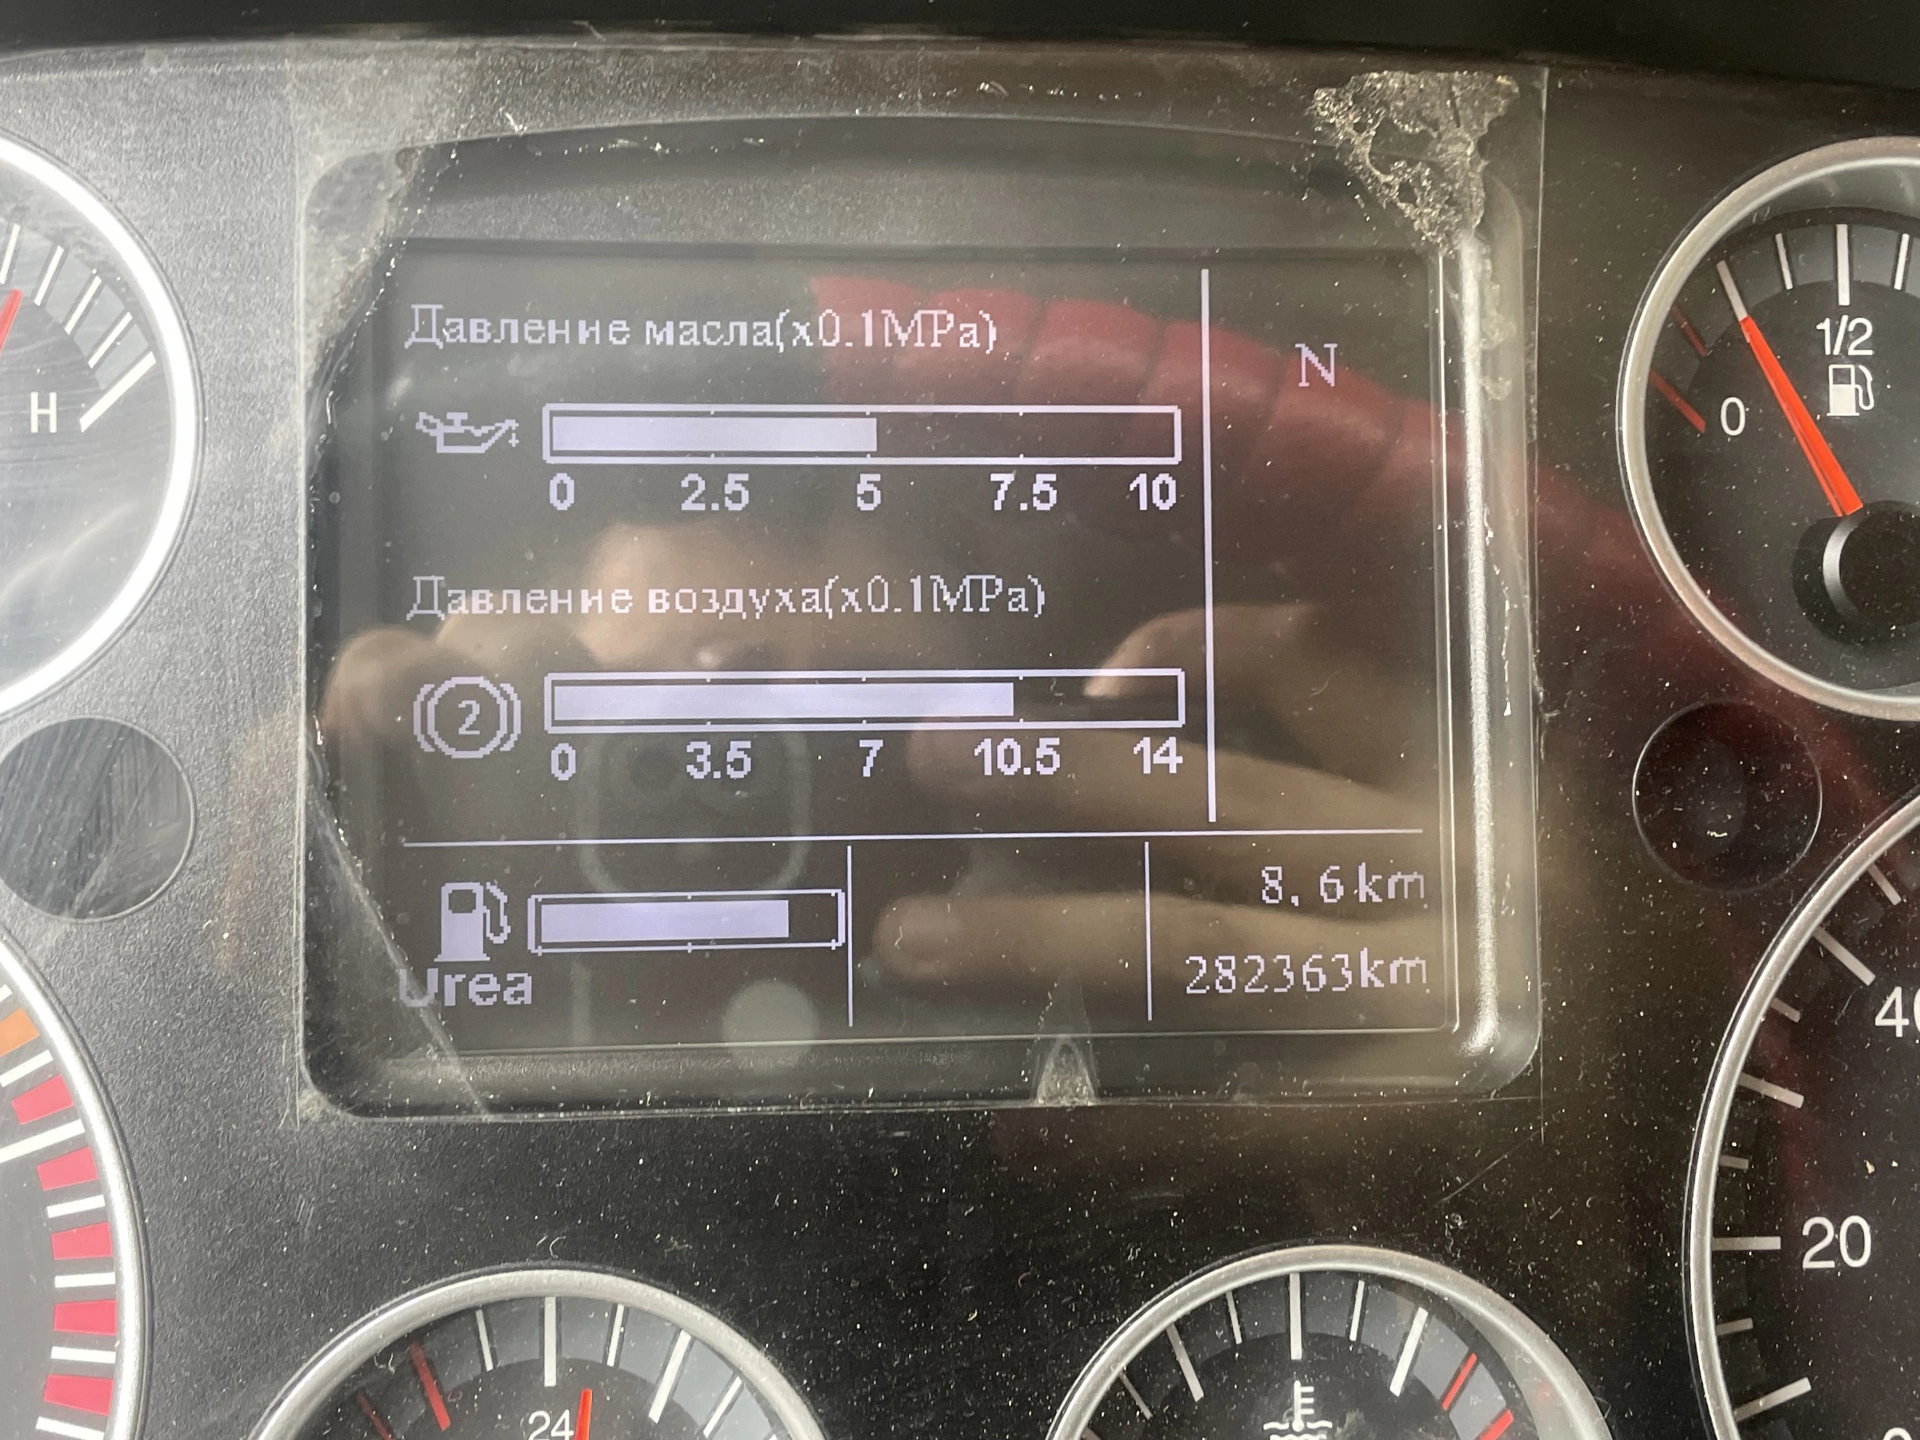 Давление масла(x0.1MPa)
N
0 2.5 5 7.5 10
Давление воздуха(x0.1MPa)
2
0 3.5 7 10.5 14
8.6km
Urea
282363km
H
1/2
0
20
24